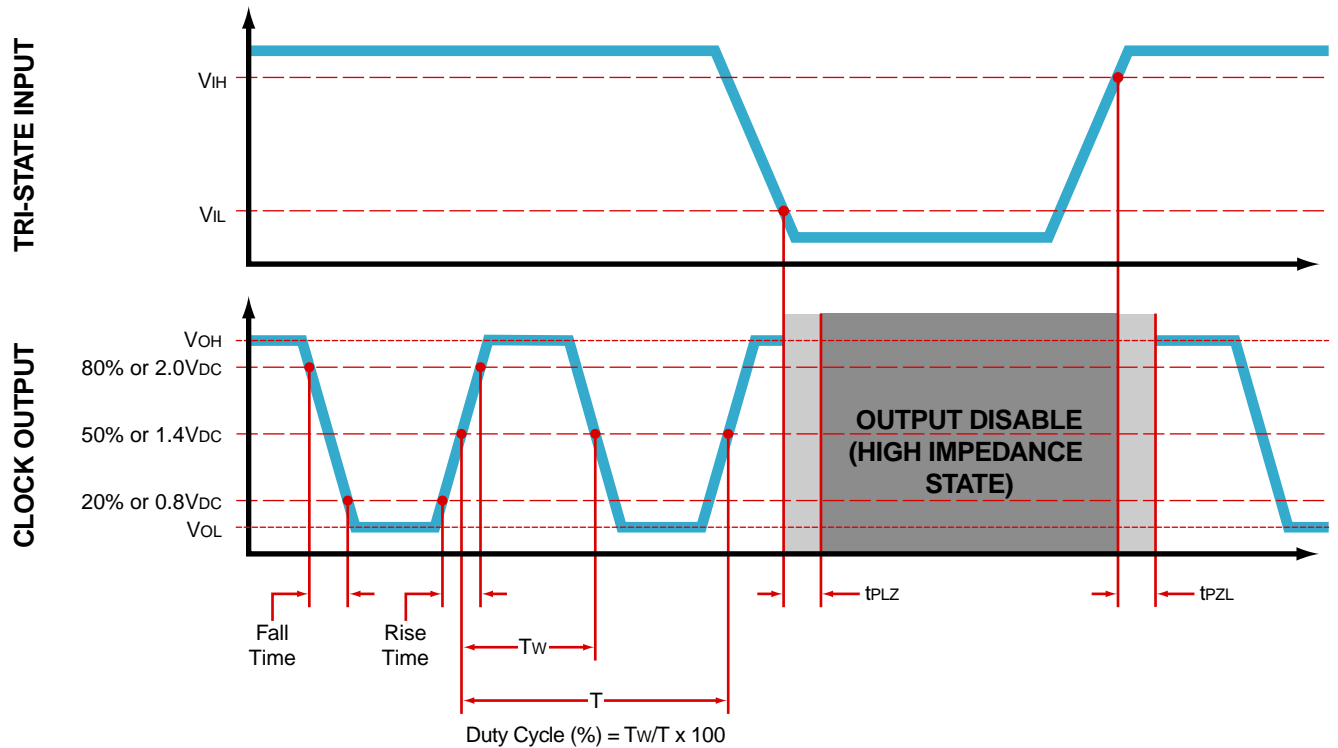 TRI-STATE INPUT
VIH
VIL
CLOCK OUTPUT
VOH
80% or 2.0VDC
50% or 1.4VDC
20% or 0.8VDC
VOL
OUTPUT DISABLE
(HIGH IMPEDANCE
STATE)
tPLZ
tPZL
Fall
Time
Rise
Time
TW
T
Duty Cycle (%) = TW/T x 100